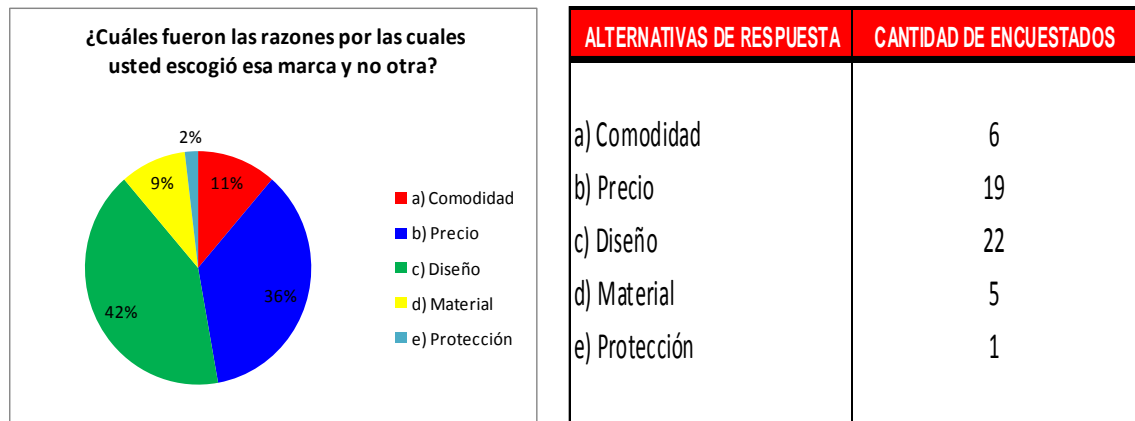 ¿Cuáles fueron las razones por las cuales
usted escogió esa marca y no otra?
2%
9%
11%
36%
42%
a) Comodidad
b) Precio
c) Diseño
d) Material
e) Protección
ALTERNATIVAS DE RESPUESTA CANTIDAD DE ENCUESTADOS
a) Comodidad 6
b) Precio 19
c) Diseño 22
d) Material 5
e) Protección 1